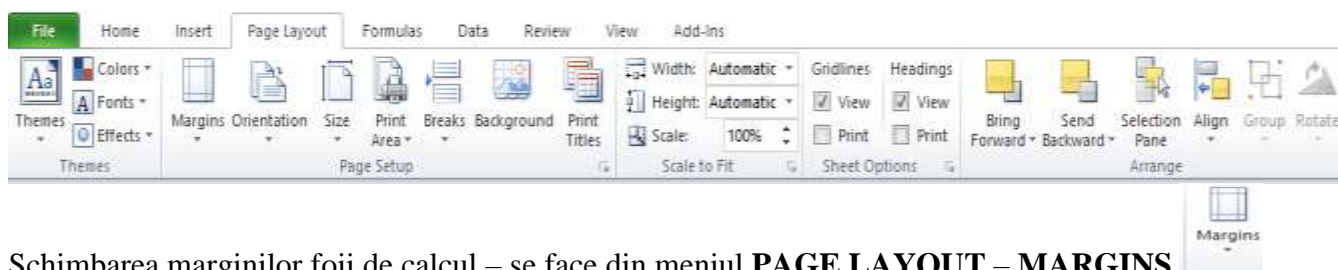 File Home Insert Page Layout Formulas Data Review View Add-Ins
Colors Width: Automatic Gridlines Headings
Fonts Height: Automatic View View
Themes Margins Orientation Size Print Breaks Background Print Bring Send Selection Align Group Rotate
Effects Area Titles Scale: 100% Print Print Forward Backward Pane
Themes Page Setup Scale to Fit Sheet Options Arrange
Margins
Schimbarea marginilor foii de calcul – se face din meniul PAGE LAYOUT – MARGINS